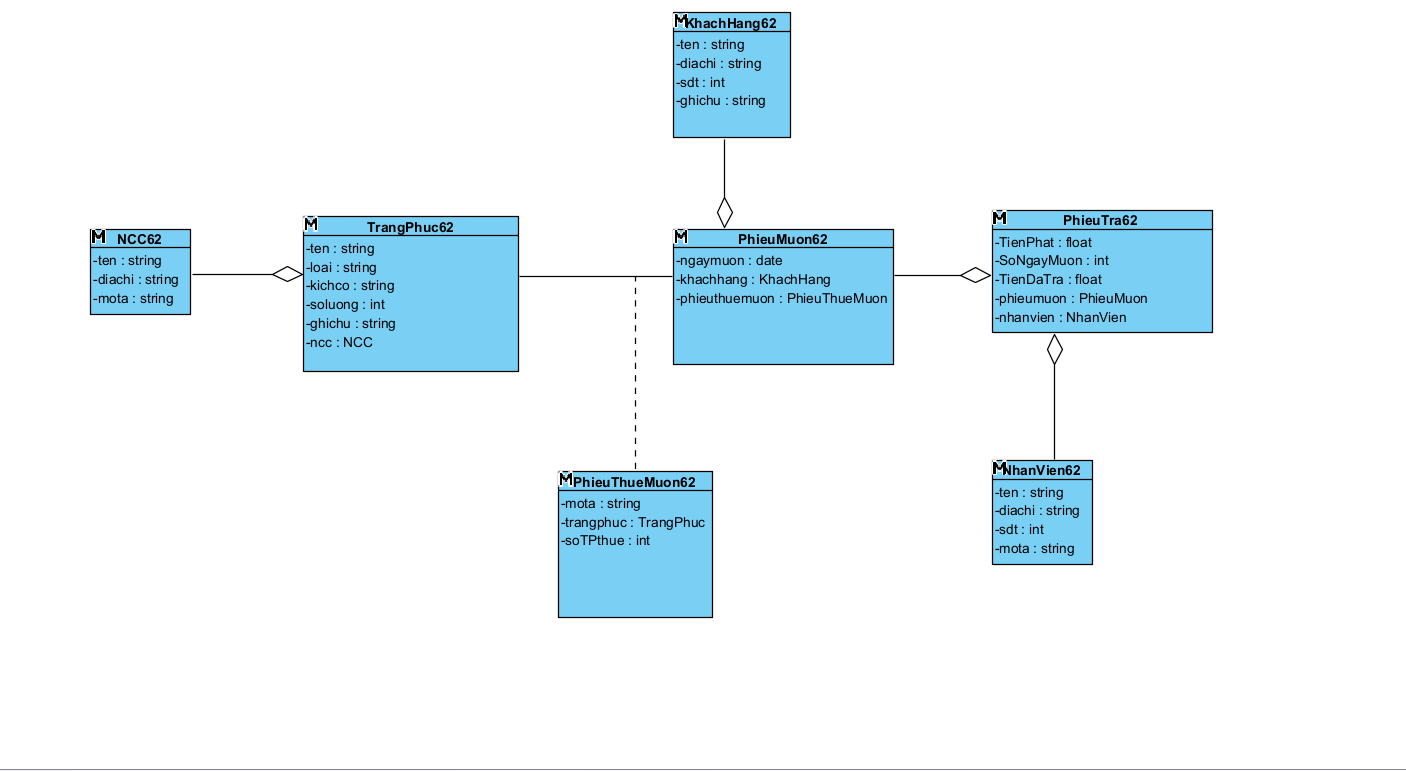 KhachHang62
-ten : string
-diachi : string
-sdt : int
-ghichu : string
NCC62
-ten : string
-diachi : string
-mota : string
TrangPhuc62
-ten : string
-loai : string
-kichco : string
-soluong : int
-ghichu : string
-ncc : NCC
PhieuMuon62
-ngaymuon : date
-khachhang : KhachHang
-phieuthuemuon : PhieuThueMuon
PhieuTra62
-TienPhat : float
-SoNgayMuon : int
-TienDaTra : float
-phieumuon : PhieuMuon
-nhanvien : NhanVien
PhieuThueMuon62
-mota : string
-trangphuc : TrangPhuc
-soTPthue : int
NhanVien62
-ten : string
-diachi : string
-sdt : int
-mota : string